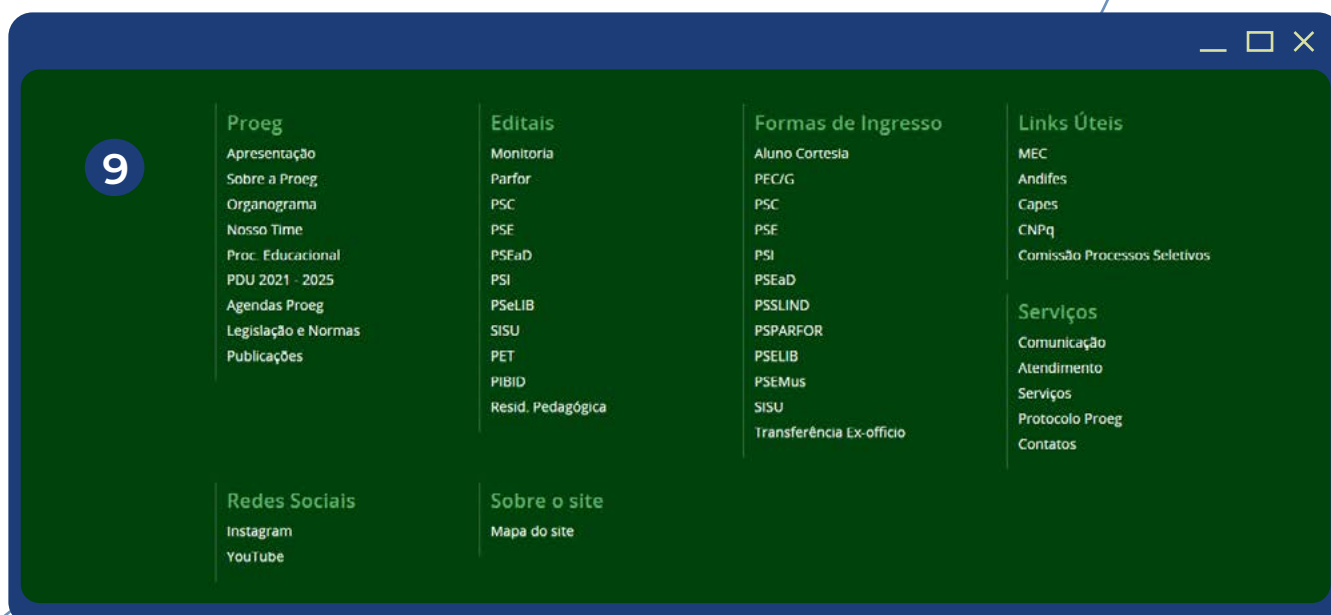 9
Proeg
Apresentação
Sobre a Proeg
Organograma
Nosso Time
Proc. Educacional
PDU 2021 - 2025
Agendas Proeg
Legislação e Normas
Publicações
Editais
Monitoria
Parfor
PSC
PSE
PSEaD
PSI
PSeLIB
SISU
PET
PIBID
Resid. Pedagógica
Formas de Ingresso
Aluno Cortesia
PEC/G
PSC
PSE
PSI
PSEaD
PSSLIND
PSPARFOR
PSELIB
PSEMus
SISU
Transferência Ex-officio
Links Úteis
MEC
Andifes
Capes
CNPq
Comissão Processos Seletivos
Serviços
Comunicação
Atendimento
Serviços
Protocolo Proeg
Contatos
Redes Sociais
Instagram
YouTube
Sobre o site
Mapa do site